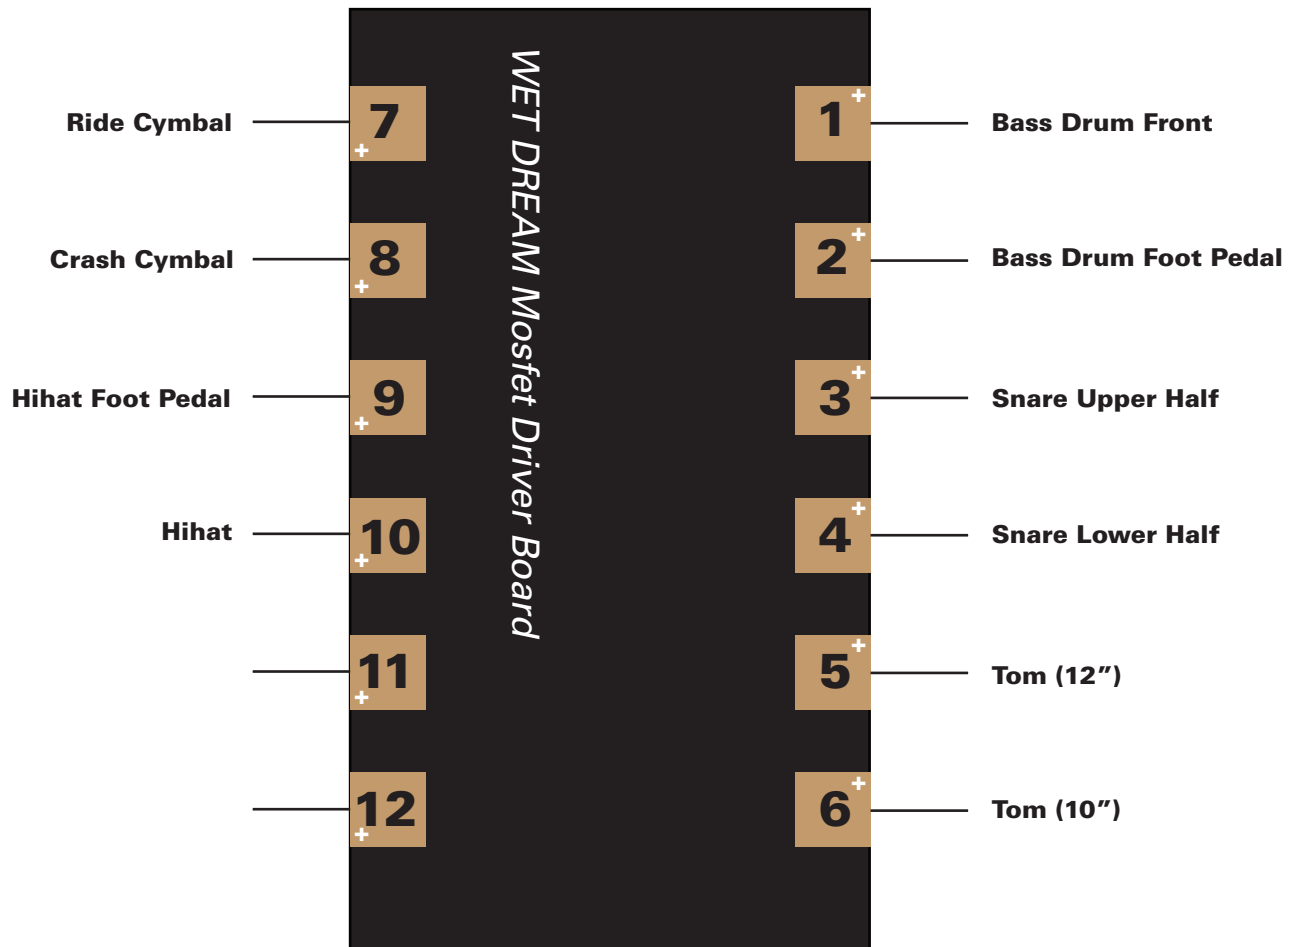 WET DREAM Mosfet Driver Board
Ride Cymbal 7 + 1 + Bass Drum Front
Crash Cymbal 8 + 2 + Bass Drum Foot Pedal
Hihat Foot Pedal 9 + 3 + Snare Upper Half
Hihat 10 + 4 + Snare Lower Half
11 + 5 + Tom (12″)
12 + 6 + Tom (10″)